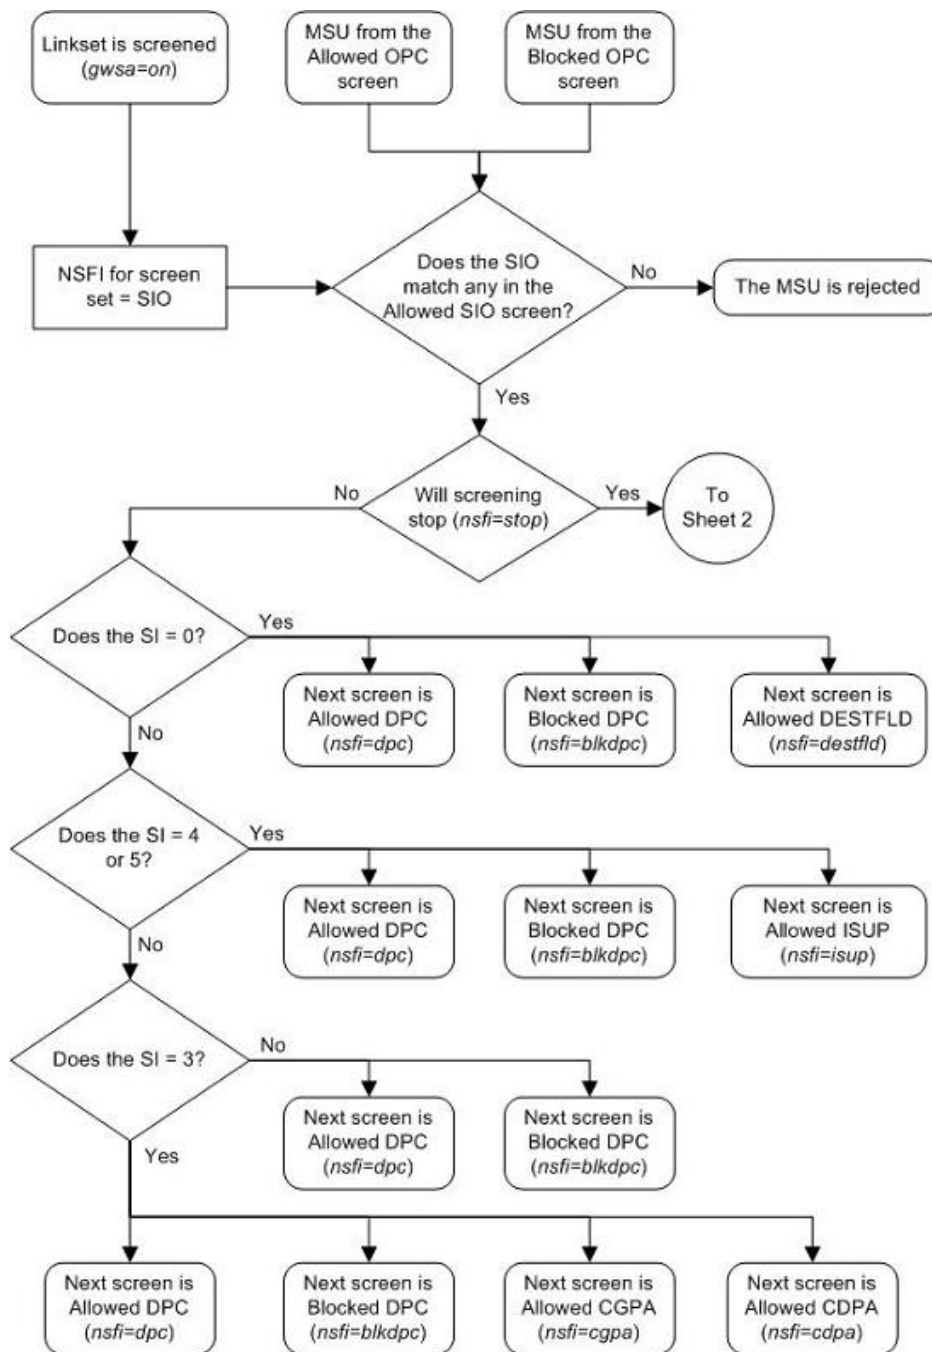 Linkset is screened
(gwsa=on)
MSU from the
Allowed OPC
screen
MSU from the
Blocked OPC
screen
NSFI for screen
set = SIO
Does the SIO
match any in the
Allowed SIO screen?
No
The MSU is rejected
Yes
No
Will screening
stop (nsfi=stop)
Yes
To
Sheet 2
Does the SI = 0?
Yes
Next screen is
Allowed DPC
(nsfi=dpc)
Next screen is
Blocked DPC
(nsfi=blkdpc)
Next screen is
Allowed DESTFLD
(nsfi=destfld)
No
Does the SI = 4
or 5?
Yes
Next screen is
Allowed DPC
(nsfi=dpc)
Next screen is
Blocked DPC
(nsfi=blkdpc)
Next screen is
Allowed ISUP
(nsfi=isup)
No
Does the SI = 3?
No
Next screen is
Allowed DPC
(nsfi=dpc)
Next screen is
Blocked DPC
(nsfi=blkdpc)
Yes
Next screen is
Allowed DPC
(nsfi=dpc)
Next screen is
Blocked DPC
(nsfi=blkdpc)
Next screen is
Allowed CGPA
(nsfi=cgpa)
Next screen is
Allowed CDPA
(nsfi=cdpa)